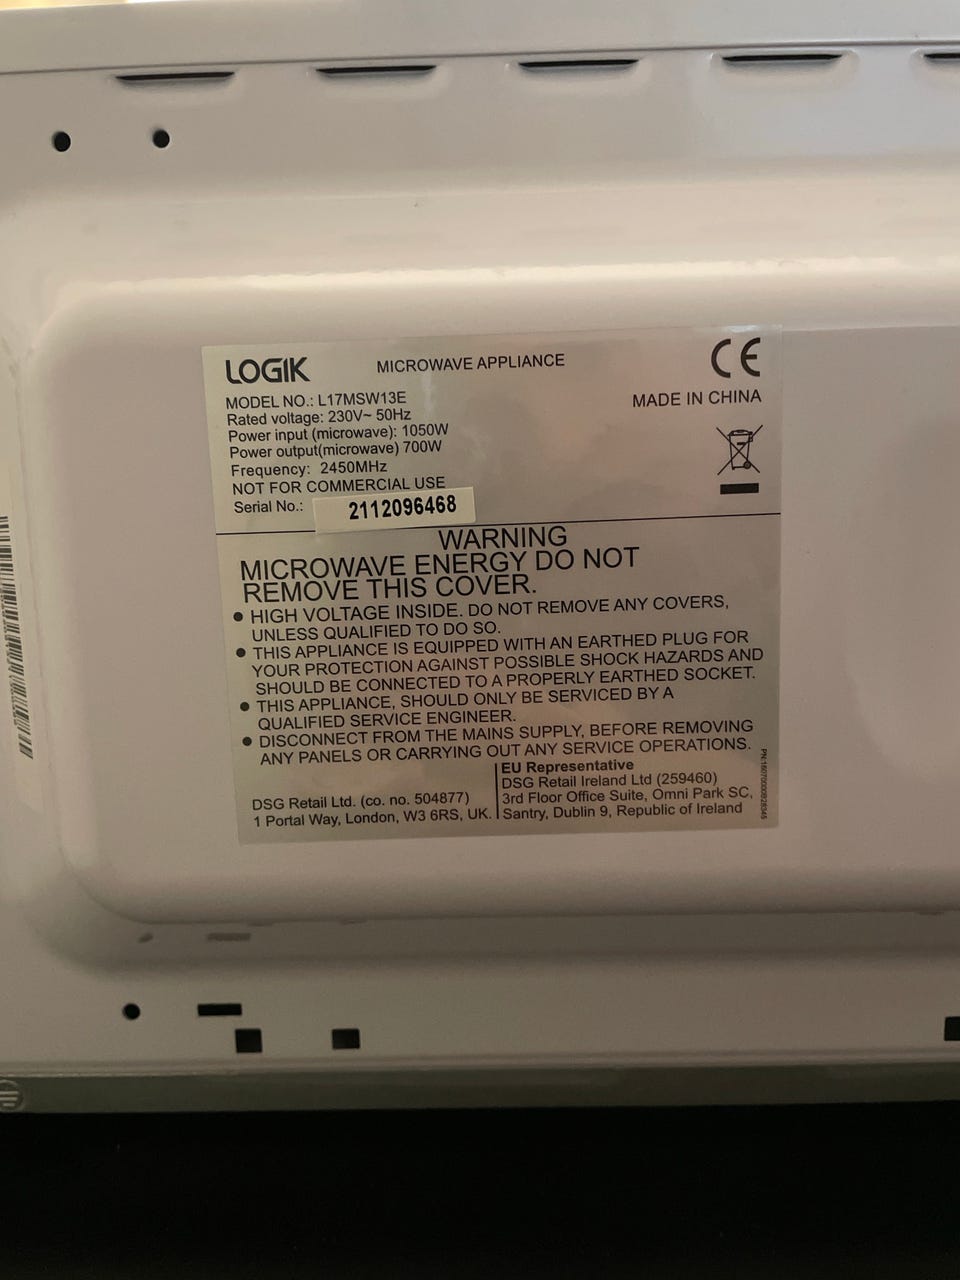 LOGIK MICROWAVE APPLIANCE CE
MODEL NO.: L17MSW13E
MADE IN CHINA
Rated voltage: 230V~ 50Hz
Power input (microwave): 1050W
Power output(microwave) 700W
Frequency: 2450MHz
NOT FOR COMMERCIAL USE
Serial No.: 2112096468
WARNING
MICROWAVE ENERGY DO NOT
REMOVE THIS COVER.
● HIGH VOLTAGE INSIDE. DO NOT REMOVE ANY COVERS,
UNLESS QUALIFIED TO DO SO.
● THIS APPLIANCE IS EQUIPPED WITH AN EARTHED PLUG FOR
YOUR PROTECTION AGAINST POSSIBLE SHOCK HAZARDS AND
SHOULD BE CONNECTED TO A PROPERLY EARTHED SOCKET.
● THIS APPLIANCE, SHOULD ONLY BE SERVICED BY A
QUALIFIED SERVICE ENGINEER.
● DISCONNECT FROM THE MAINS SUPPLY, BEFORE REMOVING
ANY PANELS OR CARRYING OUT ANY SERVICE OPERATIONS.
DSG Retail Ltd. (co. no. 504877)
1 Portal Way, London, W3 6RS, UK.
EU Representative
DSG Retail Ireland Ltd (259460)
3rd Floor Office Suite, Omni Park SC,
Santry, Dublin 9, Republic of Ireland